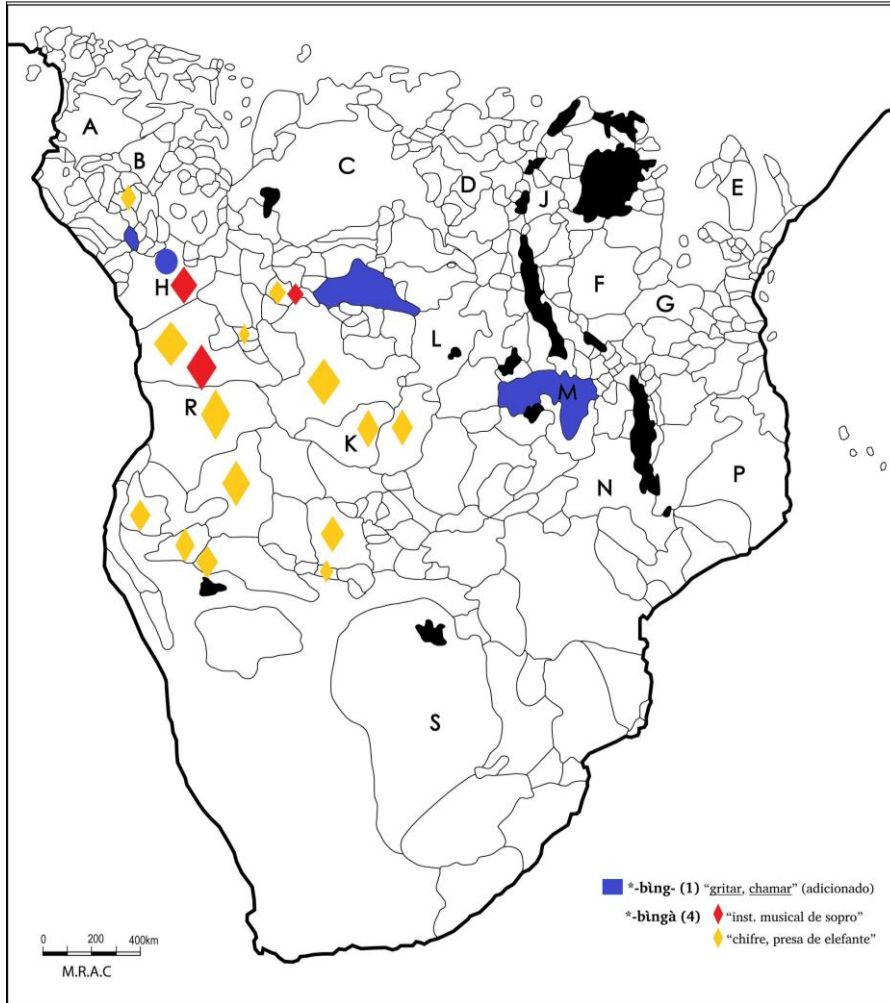 A
B
C
D
J
E
H
F
G
L
M
R
K
N
P
S
*-bìng- (1) “gritar, chamar” (adicionado)
*-bìngà (4) “inst. musical de sopro”
“chifre, presa de elefante”
0 200 400km
M.R.A.C